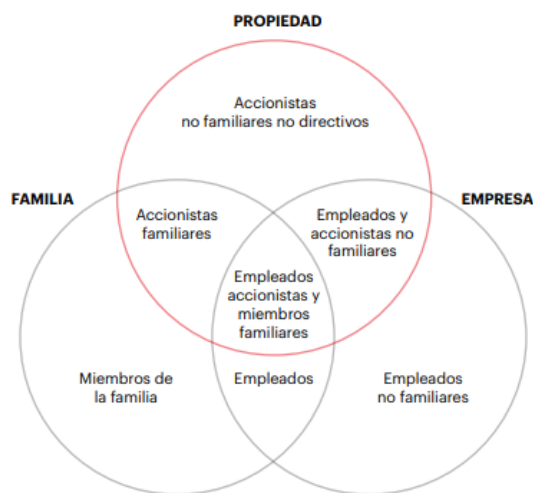 PROPIEDAD
Accionistas
no familiares no directivos
FAMILIA
EMPRESA
Accionistas
familiares
Empleados y
accionistas no
familiares
Empleados
accionistas y
miembros
familiares
Miembros de
la familia
Empleados
Empleados
no familiares